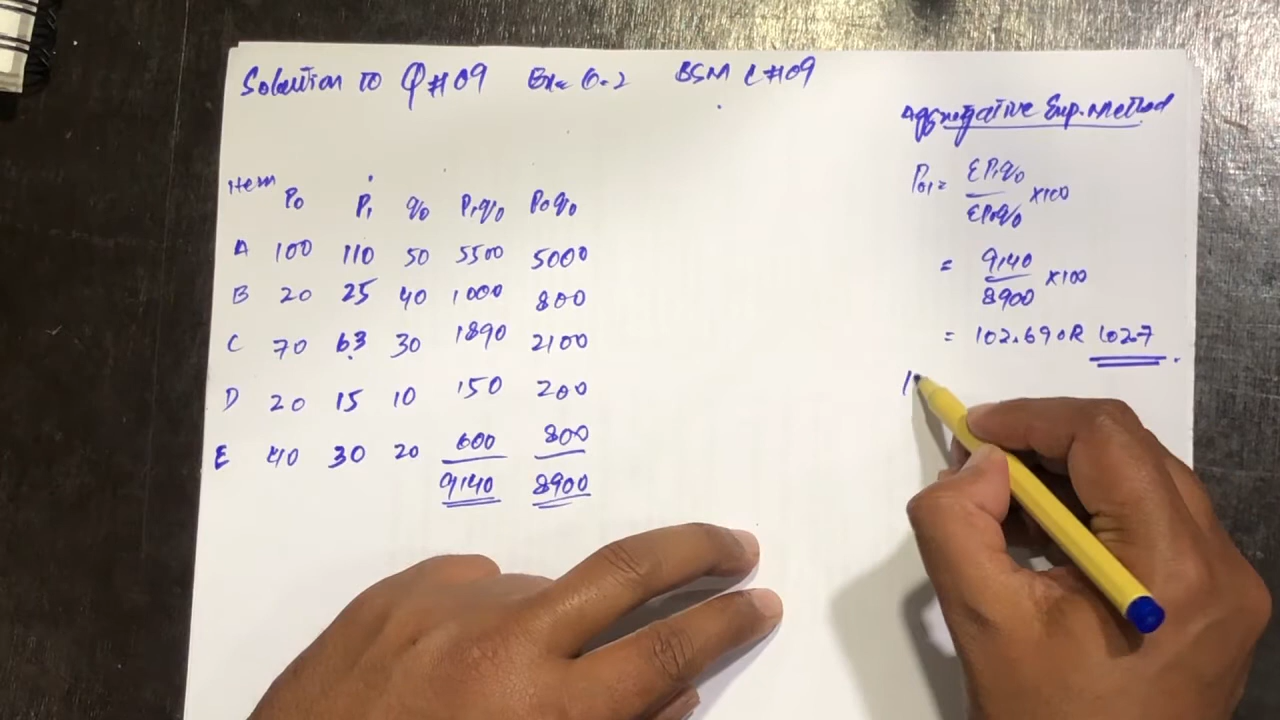 Solution to Q#09 Ex 6.2 BSM C#09
Aggregative Exp. method
Item P0 P1 q0 P1q0 P0q0
A 100 110 50 5500 5000
B 20 25 40 1000 800
C 70 63 30 1890 2100
D 20 15 10 150 200
E 40 30 20 600 800
9140 8900
P01 = ΣP1q0 / ΣP0q0 ×100
= 9140 / 8900 ×100
= 102.69 OR 102.7